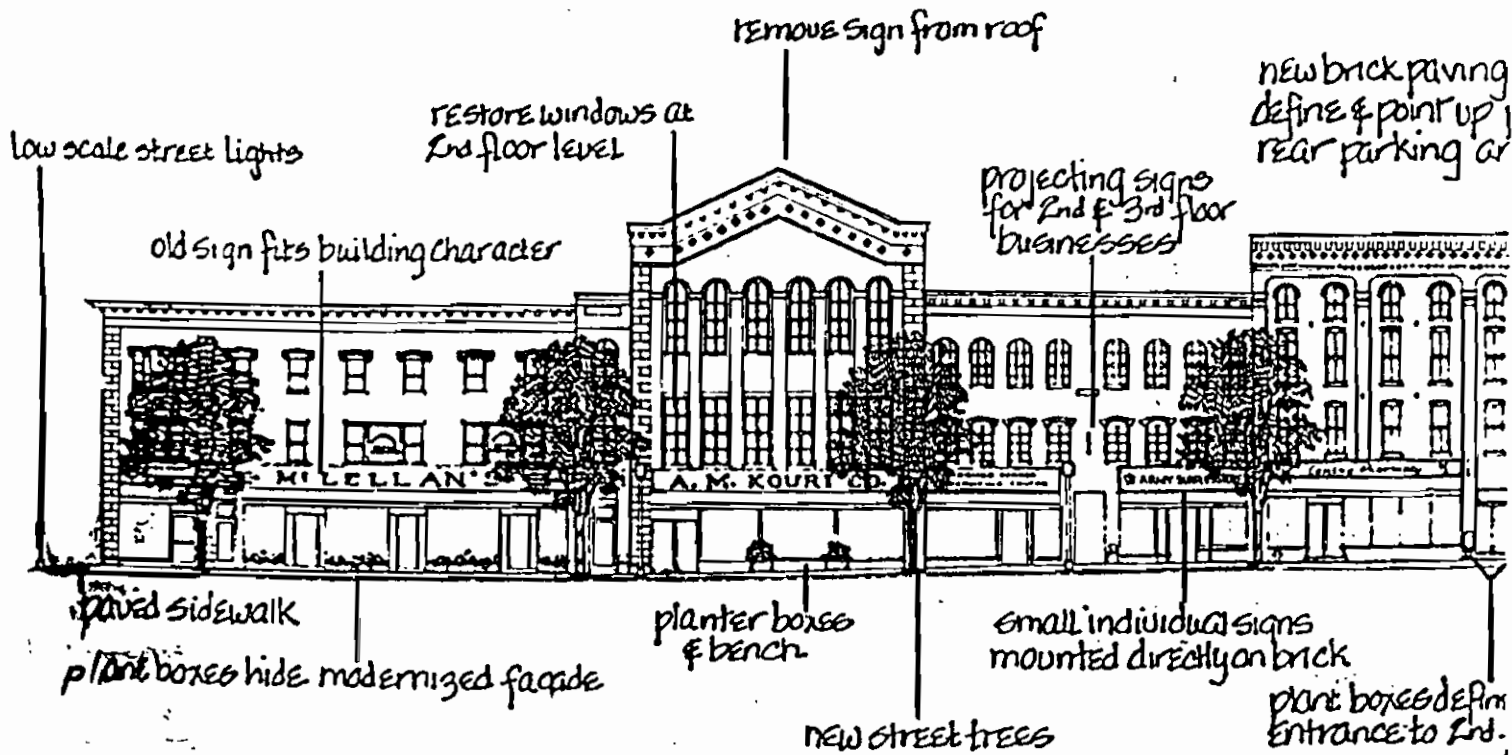 remove sign from roof
new brick paving
define & point up
rear parking
restore windows at
2nd floor level
low scale street lights
projecting signs
for 2nd & 3rd floor
businesses
old sign fits building character
McLELLAN'S
A. M. KOURI CO.
paved sidewalk
plant boxes hide modernized façade
planter boxes
& bench
small individual signs
mounted directly on brick
plant boxes
entrance to 2nd
new street trees